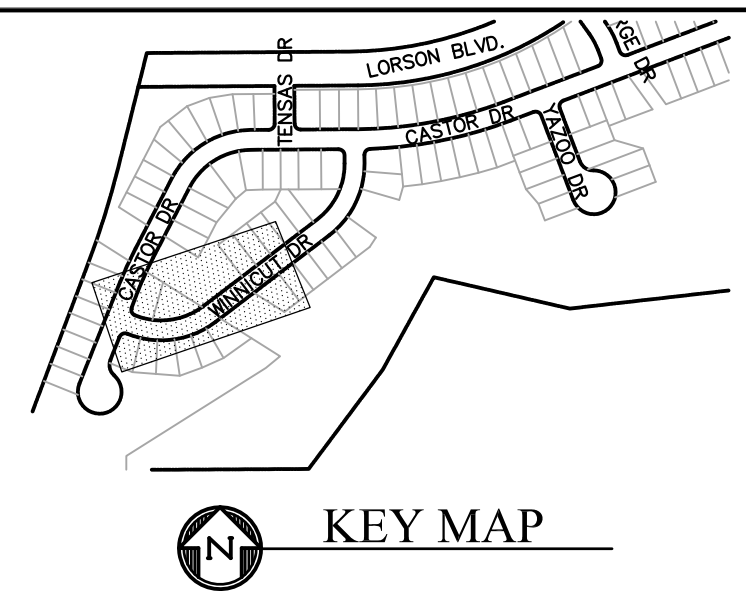 LORSON BLVD.
RGE DR
TENSAS DR
CASTOR DR
YAZOO DR
CASTOR DR
WINNICUT DR
N
KEY MAP